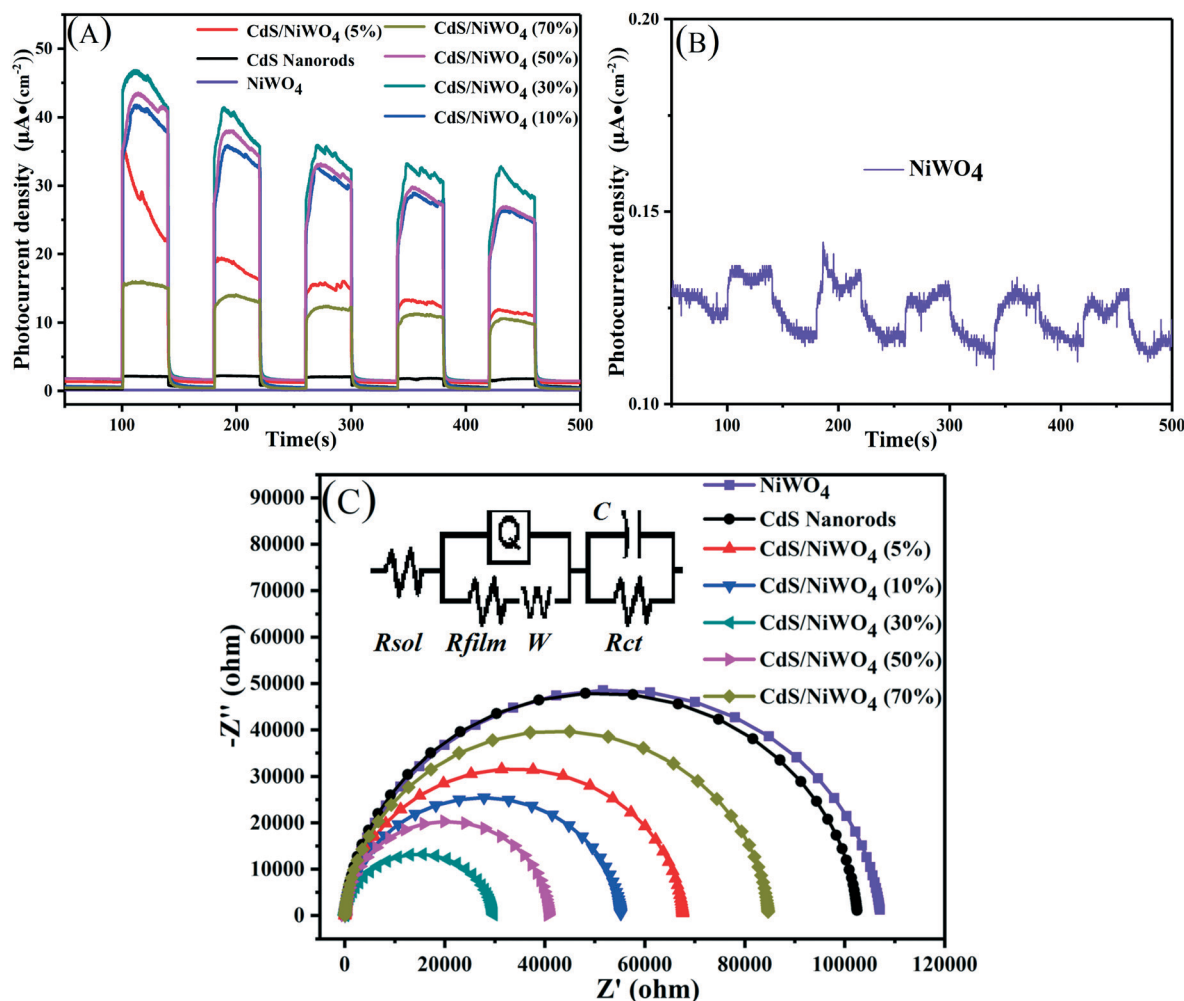 (A)
CdS/NiWO4 (5%)
CdS Nanorods
NiWO4
CdS/NiWO4 (70%)
CdS/NiWO4 (50%)
CdS/NiWO4 (30%)
CdS/NiWO4 (10%)
Photocurrent density (μA•(cm-2)
50
40
30
20
10
0
100 200 300 400 500
Time(s)
(B)
NiWO4
Photocurrent density (μA•(cm-2)
0.20
0.15
0.10
100 200 300 400 500
Time(s)
(C)
NiWO4
CdS Nanorods
CdS/NiWO4 (5%)
CdS/NiWO4 (10%)
CdS/NiWO4 (30%)
CdS/NiWO4 (50%)
CdS/NiWO4 (70%)
Q
C
Rsol Rfilm W Rct
-Z'' (ohm)
90000
80000
70000
60000
50000
40000
30000
20000
10000
0
0 20000 40000 60000 80000 100000 120000
Z' (ohm)